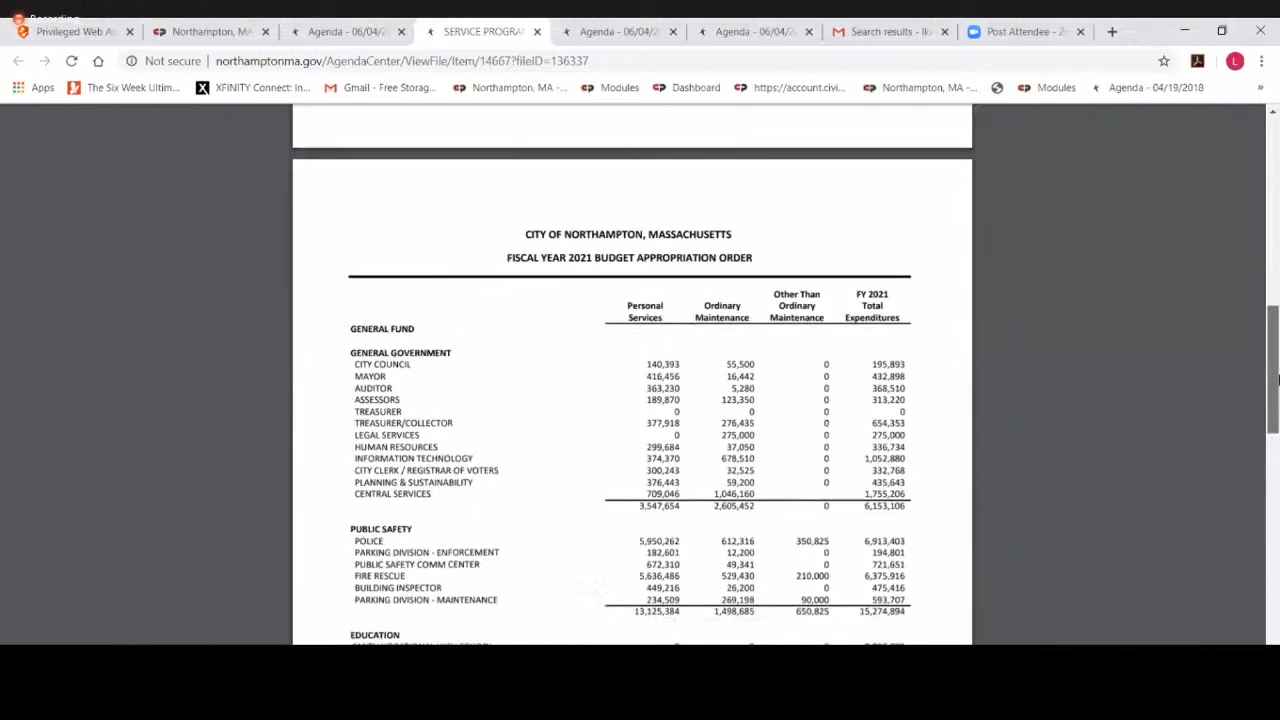 Recording
Privileged Web A
Northampton, M
Agenda - 06/04/2
SERVICE PROGRA
Agenda - 06/04/2
Agenda - 06/04/2
Search results - lk
Post Attendee - Z
Not secure
northamptonma.gov/AgendaCenter/ViewFile/Item/14667?fileID=136337
L
Apps
The Six Week Ultim...
XFINITY Connect: In...
Gmail - Free Storag...
Northampton, MA -...
Modules
Dashboard
https://account.civi...
Northampton, MA -...
Modules
Agenda - 04/19/2018
»
CITY OF NORTHAMPTON, MASSACHUSETTS
FISCAL YEAR 2021 BUDGET APPROPRIATION ORDER
Other Than FY 2021
Personal Ordinary Ordinary Total
Services Maintenance Maintenance Expenditures
GENERAL FUND
GENERAL GOVERNMENT
CITY COUNCIL 140,393 55,500 0 195,893
MAYOR 416,456 16,442 0 432,898
AUDITOR 363,230 5,280 0 368,510
ASSESSORS 189,870 123,350 0 313,220
TREASURER 0 0 0 0
TREASURER/COLLECTOR 377,918 276,435 0 654,353
LEGAL SERVICES 0 275,000 0 275,000
HUMAN RESOURCES 299,684 37,050 0 336,734
INFORMATION TECHNOLOGY 374,370 678,510 0 1,052,880
CITY CLERK / REGISTRAR OF VOTERS 300,243 32,525 0 332,768
PLANNING & SUSTAINABILITY 376,443 59,200 0 435,643
CENTRAL SERVICES 709,046 1,046,160 1,755,206
3,547,654 2,605,452 0 6,153,106
PUBLIC SAFETY
POLICE 5,950,262 612,316 350,825 6,913,403
PARKING DIVISION - ENFORCEMENT 182,601 12,200 0 194,801
PUBLIC SAFETY COMM CENTER 672,310 49,341 0 721,651
FIRE RESCUE 5,636,486 529,430 210,000 6,375,916
BUILDING INSPECTOR 449,216 26,200 0 475,416
PARKING DIVISION - MAINTENANCE 234,509 269,198 90,000 593,707
13,125,384 1,498,685 650,825 15,274,894
EDUCATION